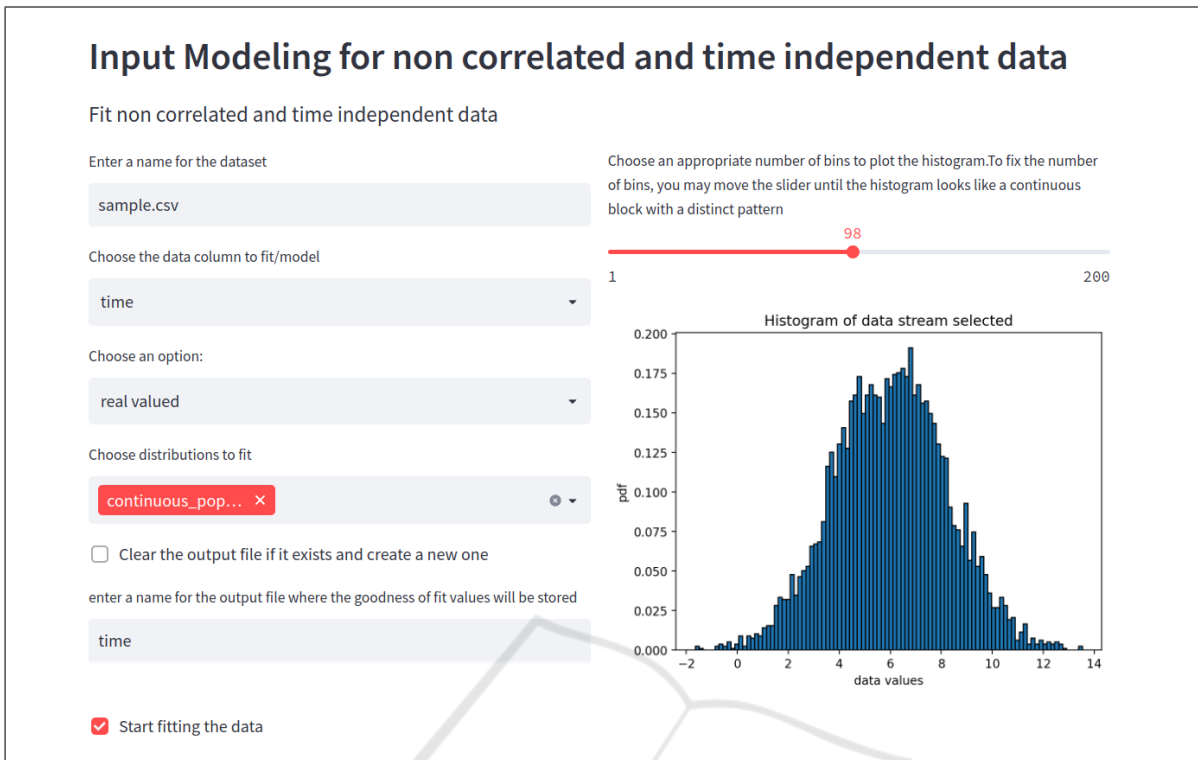 Input Modeling for non correlated and time independent data
Fit non correlated and time independent data
Enter a name for the dataset
sample.csv
Choose the data column to fit/model
time
Choose an option:
real valued
Choose distributions to fit
continuous_pop...
Clear the output file if it exists and create a new one
enter a name for the output file where the goodness of fit values will be stored
time
Start fitting the data
Choose an appropriate number of bins to plot the histogram.To fix the number
of bins, you may move the slider until the histogram looks like a continuous
block with a distinct pattern
98
1 200
Histogram of data stream selected
0.200
0.175
0.150
0.125
0.100
0.075
0.050
0.025
0.000
pdf
−2 0 2 4 6 8 10 12 14
data values